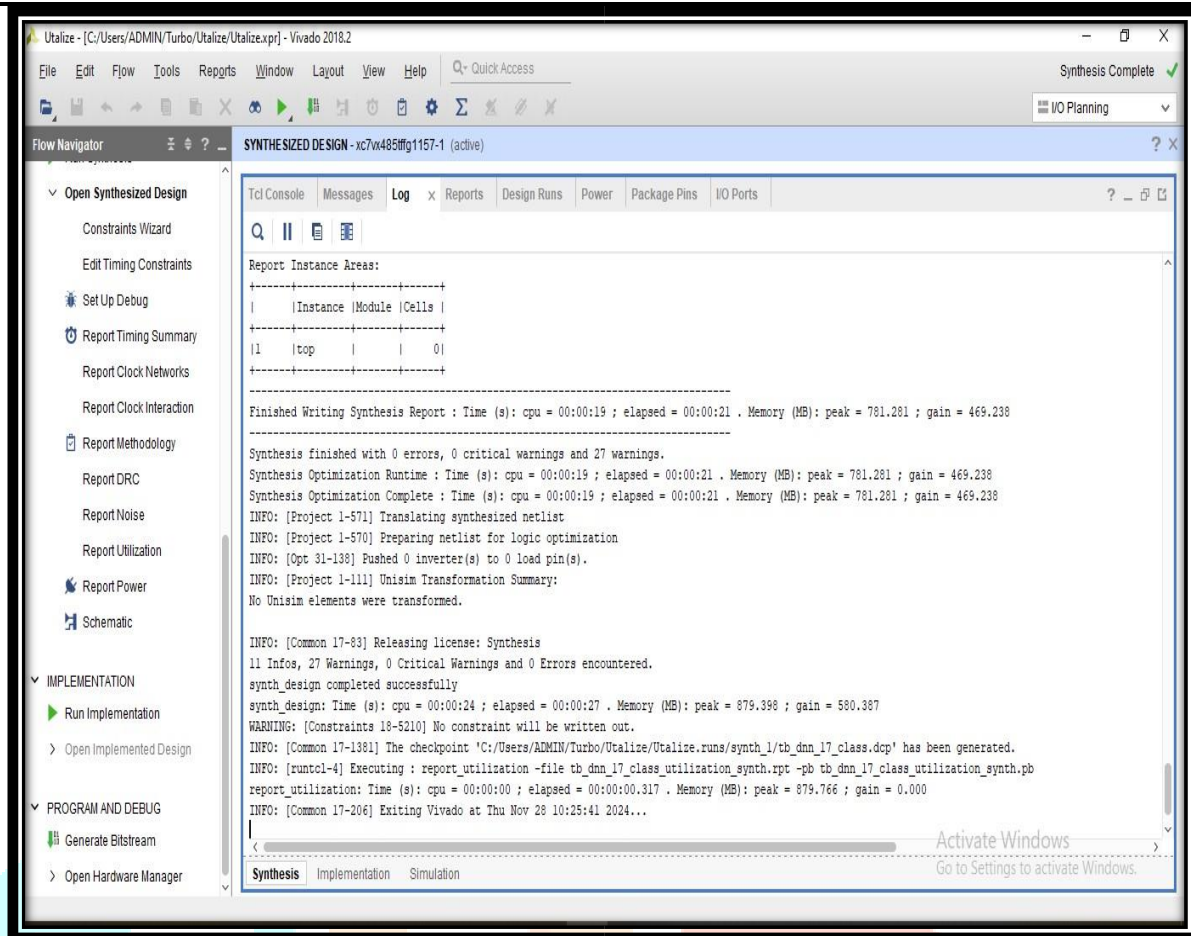 Utalize - [C:/Users/ADMIN/Turbo/Utalize/Utalize.xpr] - Vivado 2018.2
File Edit Flow Tools Reports Window Layout View Help Quick Access
Synthesis Complete
I/O Planning
Flow Navigator
SYNTHESIZED DESIGN - xc7vx485tffg1157-1 (active)
Open Synthesized Design
Constraints Wizard
Edit Timing Constraints
Set Up Debug
Report Timing Summary
Report Clock Networks
Report Clock Interaction
Report Methodology
Report DRC
Report Noise
Report Utilization
Report Power
Schematic
IMPLEMENTATION
Run Implementation
Open Implemented Design
PROGRAM AND DEBUG
Generate Bitstream
Open Hardware Manager
Tcl Console Messages Log x Reports Design Runs Power Package Pins I/O Ports
Report Instance Areas:
+------+---------+-------+------+
|      |Instance |Module |Cells |
+------+---------+-------+------+
|1     |top      |       |     0|
+------+---------+-------+------+
---------------------------------------------------------------------------------
Finished Writing Synthesis Report : Time (s): cpu = 00:00:19 ; elapsed = 00:00:21 . Memory (MB): peak = 781.281 ; gain = 469.238
---------------------------------------------------------------------------------
Synthesis finished with 0 errors, 0 critical warnings and 27 warnings.
Synthesis Optimization Runtime : Time (s): cpu = 00:00:19 ; elapsed = 00:00:21 . Memory (MB): peak = 781.281 ; gain = 469.238
Synthesis Optimization Complete : Time (s): cpu = 00:00:19 ; elapsed = 00:00:21 . Memory (MB): peak = 781.281 ; gain = 469.238
INFO: [Project 1-571] Translating synthesized netlist
INFO: [Project 1-570] Preparing netlist for logic optimization
INFO: [Opt 31-138] Pushed 0 inverter(s) to 0 load pin(s).
INFO: [Project 1-111] Unisim Transformation Summary:
No Unisim elements were transformed.
INFO: [Common 17-83] Releasing license: Synthesis
11 Infos, 27 Warnings, 0 Critical Warnings and 0 Errors encountered.
synth_design completed successfully
synth_design: Time (s): cpu = 00:00:24 ; elapsed = 00:00:27 . Memory (MB): peak = 879.398 ; gain = 580.387
WARNING: [Constraints 18-5210] No constraint will be written out.
INFO: [Common 17-1381] The checkpoint 'C:/Users/ADMIN/Turbo/Utalize/Utalize.runs/synth_1/tb_dnn_17_class.dcp' has been generated.
INFO: [runtcl-4] Executing : report_utilization -file tb_dnn_17_class_utilization_synth.rpt -pb tb_dnn_17_class_utilization_synth.pb
report_utilization: Time (s): cpu = 00:00:00 ; elapsed = 00:00:00.317 . Memory (MB): peak = 879.766 ; gain = 0.000
INFO: [Common 17-206] Exiting Vivado at Thu Nov 28 10:25:41 2024...
Activate Windows
Go to Settings to activate Windows.
Synthesis Implementation Simulation